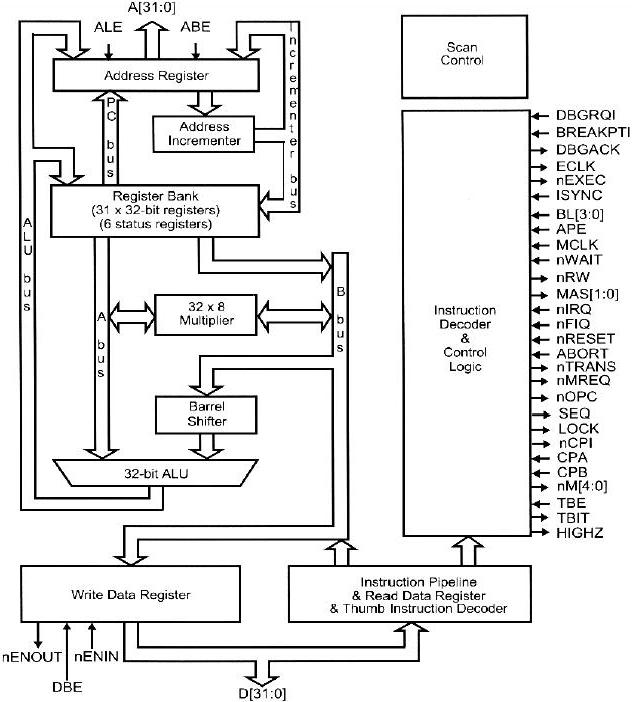 A[31:0]
ALE
ABE
Address Register
Incrementer bus
Scan
Control
PC bus
Address
Incrementer
Register Bank
(31 x 32-bit registers)
(6 status registers)
ALU bus
A bus
32 x 8
Multiplier
B bus
Barrel
Shifter
32-bit ALU
Instruction
Decoder
&
Control
Logic
DBGRQI
BREAKPTI
DBGACK
ECLK
nEXEC
ISYNC
BL[3:0]
APE
MCLK
nWAIT
nRW
MAS[1:0]
nIRQ
nFIQ
nRESET
ABORT
nTRANS
nMREQ
nOPC
SEQ
LOCK
nCPI
CPA
CPB
nM[4:0]
TBE
TBIT
HIGHZ
Write Data Register
Instruction Pipeline
& Read Data Register
& Thumb Instruction Decoder
nENOUT
nENIN
DBE
D[31:0]